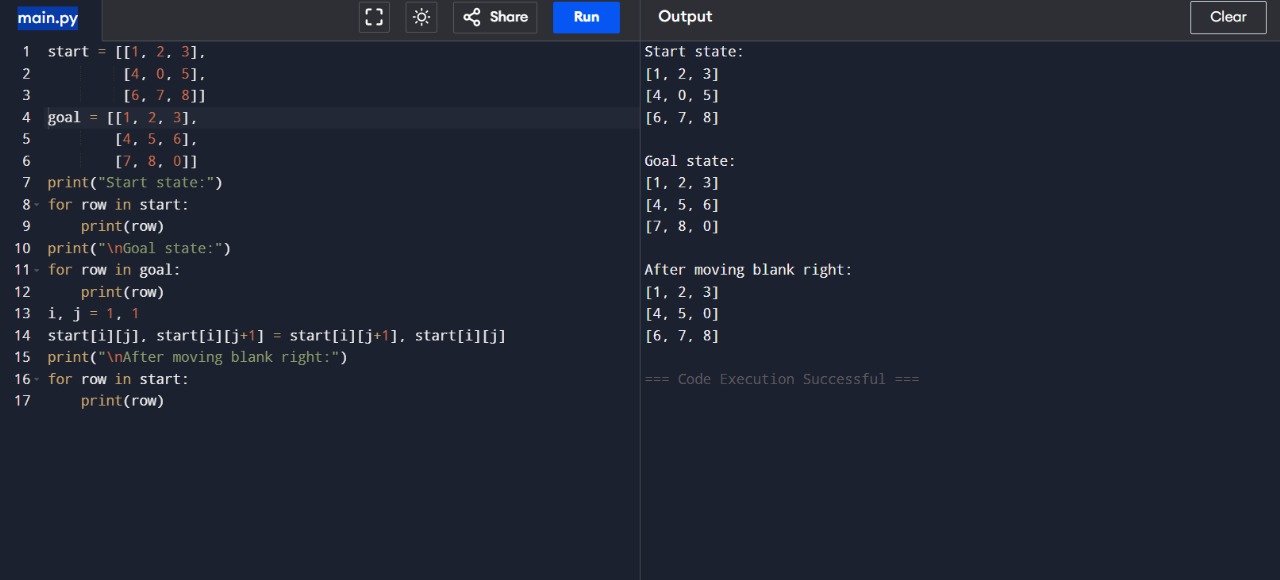 main.py
Share
Run
Output
Clear
1 start = [[1, 2, 3],
2 [4, 0, 5],
3 [6, 7, 8]]
4 goal = [[1, 2, 3],
5 [4, 5, 6],
6 [7, 8, 0]]
7 print("Start state:")
8 for row in start:
9 print(row)
10 print("\nGoal state:")
11 for row in goal:
12 print(row)
13 i, j = 1, 1
14 start[i][j], start[i][j+1] = start[i][j+1], start[i][j]
15 print("\nAfter moving blank right:")
16 for row in start:
17 print(row)
Start state:
[1, 2, 3]
[4, 0, 5]
[6, 7, 8]
Goal state:
[1, 2, 3]
[4, 5, 6]
[7, 8, 0]
After moving blank right:
[1, 2, 3]
[4, 5, 0]
[6, 7, 8]
=== Code Execution Successful ===